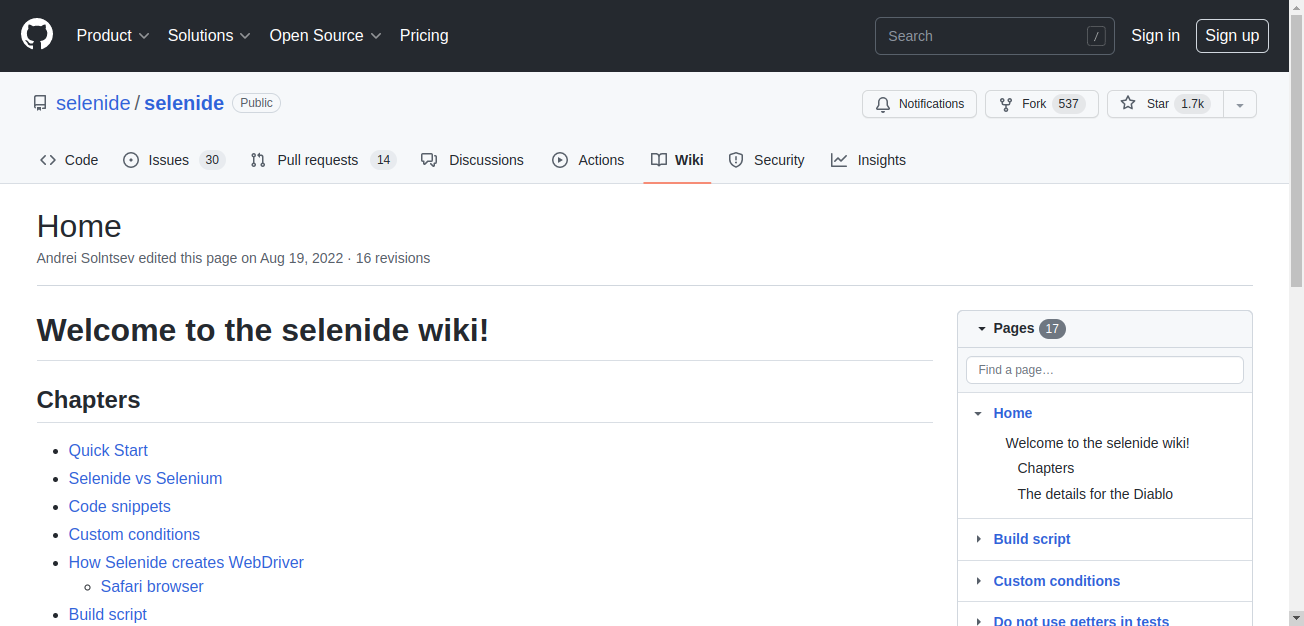 Product Solutions Open Source Pricing Search / Sign in Sign up
selenide / selenide Public Notifications Fork 537 Star 1.7k
Code Issues 30 Pull requests 14 Discussions Actions Wiki Security Insights
Home
Andrei Solntsev edited this page on Aug 19, 2022 · 16 revisions
Welcome to the selenide wiki!
Chapters
Quick Start
Selenide vs Selenium
Code snippets
Custom conditions
How Selenide creates WebDriver
Safari browser
Build script
Pages 17
Find a page…
Home
Welcome to the selenide wiki!
Chapters
The details for the Diablo
Build script
Custom conditions
Do not use getters in tests